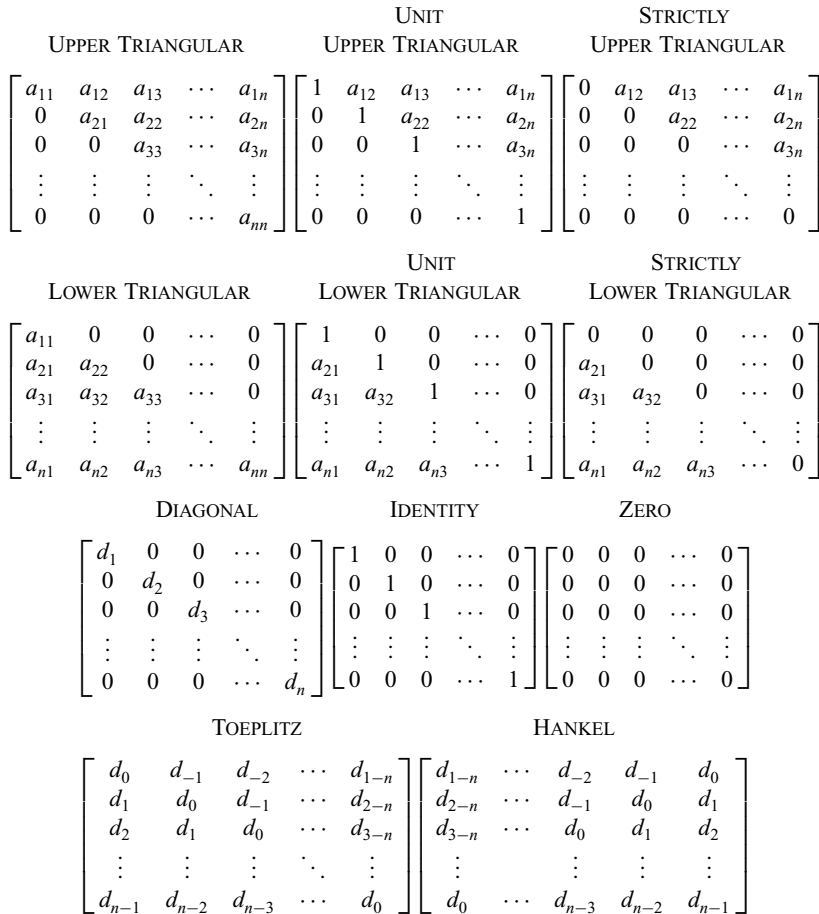 UNIT STRICTLY
UPPER TRIANGULAR UPPER TRIANGULAR UPPER TRIANGULAR
[ a₁₁ a₁₂ a₁₃ ⋯ a₁ₙ ] [ 1 a₁₂ a₁₃ ⋯ a₁ₙ ] [ 0 a₁₂ a₁₃ ⋯ a₁ₙ ]
[ 0 a₂₁ a₂₂ ⋯ a₂ₙ ] [ 0 1 a₂₂ ⋯ a₂ₙ ] [ 0 0 a₂₂ ⋯ a₂ₙ ]
[ 0 0 a₃₃ ⋯ a₃ₙ ] [ 0 0 1 ⋯ a₃ₙ ] [ 0 0 0 ⋯ a₃ₙ ]
[ ⋮ ⋮ ⋮ ⋱ ⋮ ] [ ⋮ ⋮ ⋮ ⋱ ⋮ ] [ ⋮ ⋮ ⋮ ⋱ ⋮ ]
[ 0 0 0 ⋯ aₙₙ ] [ 0 0 0 ⋯ 1 ] [ 0 0 0 ⋯ 0 ]
UNIT STRICTLY
LOWER TRIANGULAR LOWER TRIANGULAR LOWER TRIANGULAR
[ a₁₁ 0 0 ⋯ 0 ] [ 1 0 0 ⋯ 0 ] [ 0 0 0 ⋯ 0 ]
[ a₂₁ a₂₂ 0 ⋯ 0 ] [ a₂₁ 1 0 ⋯ 0 ] [ a₂₁ 0 0 ⋯ 0 ]
[ a₃₁ a₃₂ a₃₃ ⋯ 0 ] [ a₃₁ a₃₂ 1 ⋯ 0 ] [ a₃₁ a₃₂ 0 ⋯ 0 ]
[ ⋮ ⋮ ⋮ ⋱ ⋮ ] [ ⋮ ⋮ ⋮ ⋱ ⋮ ] [ ⋮ ⋮ ⋮ ⋱ ⋮ ]
[ aₙ₁ aₙ₂ aₙ₃ ⋯ aₙₙ ] [ aₙ₁ aₙ₂ aₙ₃ ⋯ 1 ] [ aₙ₁ aₙ₂ aₙ₃ ⋯ 0 ]
DIAGONAL IDENTITY ZERO
[ d₁ 0 0 ⋯ 0 ] [ 1 0 0 ⋯ 0 ] [ 0 0 0 ⋯ 0 ]
[ 0 d₂ 0 ⋯ 0 ] [ 0 1 0 ⋯ 0 ] [ 0 0 0 ⋯ 0 ]
[ 0 0 d₃ ⋯ 0 ] [ 0 0 1 ⋯ 0 ] [ 0 0 0 ⋯ 0 ]
[ ⋮ ⋮ ⋮ ⋱ ⋮ ] [ ⋮ ⋮ ⋮ ⋱ ⋮ ] [ ⋮ ⋮ ⋮ ⋱ ⋮ ]
[ 0 0 0 ⋯ dₙ ] [ 0 0 0 ⋯ 1 ] [ 0 0 0 ⋯ 0 ]
TOEPLITZ HANKEL
[ d₀ d₋₁ d₋₂ ⋯ d₁₋ₙ ] [ d₁₋ₙ ⋯ d₋₂ d₋₁ d₀ ]
[ d₁ d₀ d₋₁ ⋯ d₂₋ₙ ] [ d₂₋ₙ ⋯ d₋₁ d₀ d₁ ]
[ d₂ d₁ d₀ ⋯ d₃₋ₙ ] [ d₃₋ₙ ⋯ d₀ d₁ d₂ ]
[ ⋮ ⋮ ⋮ ⋱ ⋮ ] [ ⋮ ⋮ ⋮ ⋮ ]
[ dₙ₋₁ dₙ₋₂ dₙ₋₃ ⋯ d₀ ] [ d₀ ⋯ dₙ₋₃ dₙ₋₂ dₙ₋₁ ]